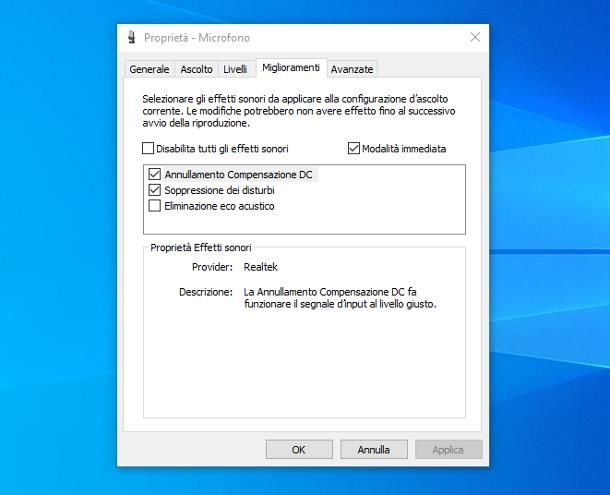 Proprietà - Microfono
Generale Ascolto Livelli Miglioramenti Avanzate
Selezionare gli effetti sonori da applicare alla configurazione d'ascolto
corrente. Le modifiche potrebbero non avere effetto fino al successivo
avvio della riproduzione.
Disabilita tutti gli effetti sonori Modalità immediata
Annullamento Compensazione DC
Soppressione dei disturbi
Eliminazione eco acustico
Proprietà Effetti sonori
Provider: Realtek
Descrizione: La Annullamento Compensazione DC fa
funzionare il segnale d'input al livello giusto.
OK Annulla Applica